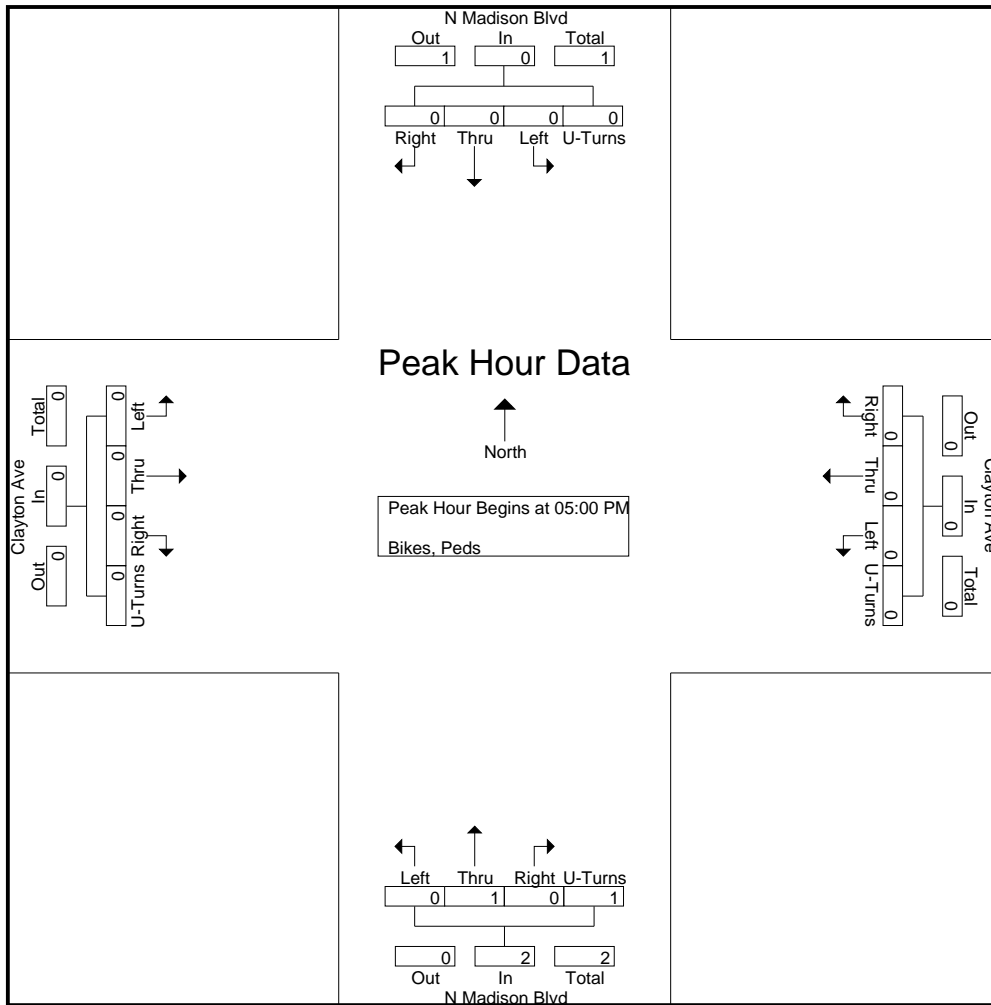 N Madison Blvd
Out In Total
1 0 1
0 0 0 0
Right Thru Left U-Turns
Peak Hour Data
North
Peak Hour Begins at 05:00 PM
Bikes, Peds
Clayton Ave
Out In Total
0 0 0
0 0 0 0
U-Turns Right Thru Left
Clayton Ave
Out In Total
0 0 0
0 0 0 0
Right Thru Left U-Turns
Left Thru Right U-Turns
0 1 0 1
0 2 2
Out In Total
N Madison Blvd